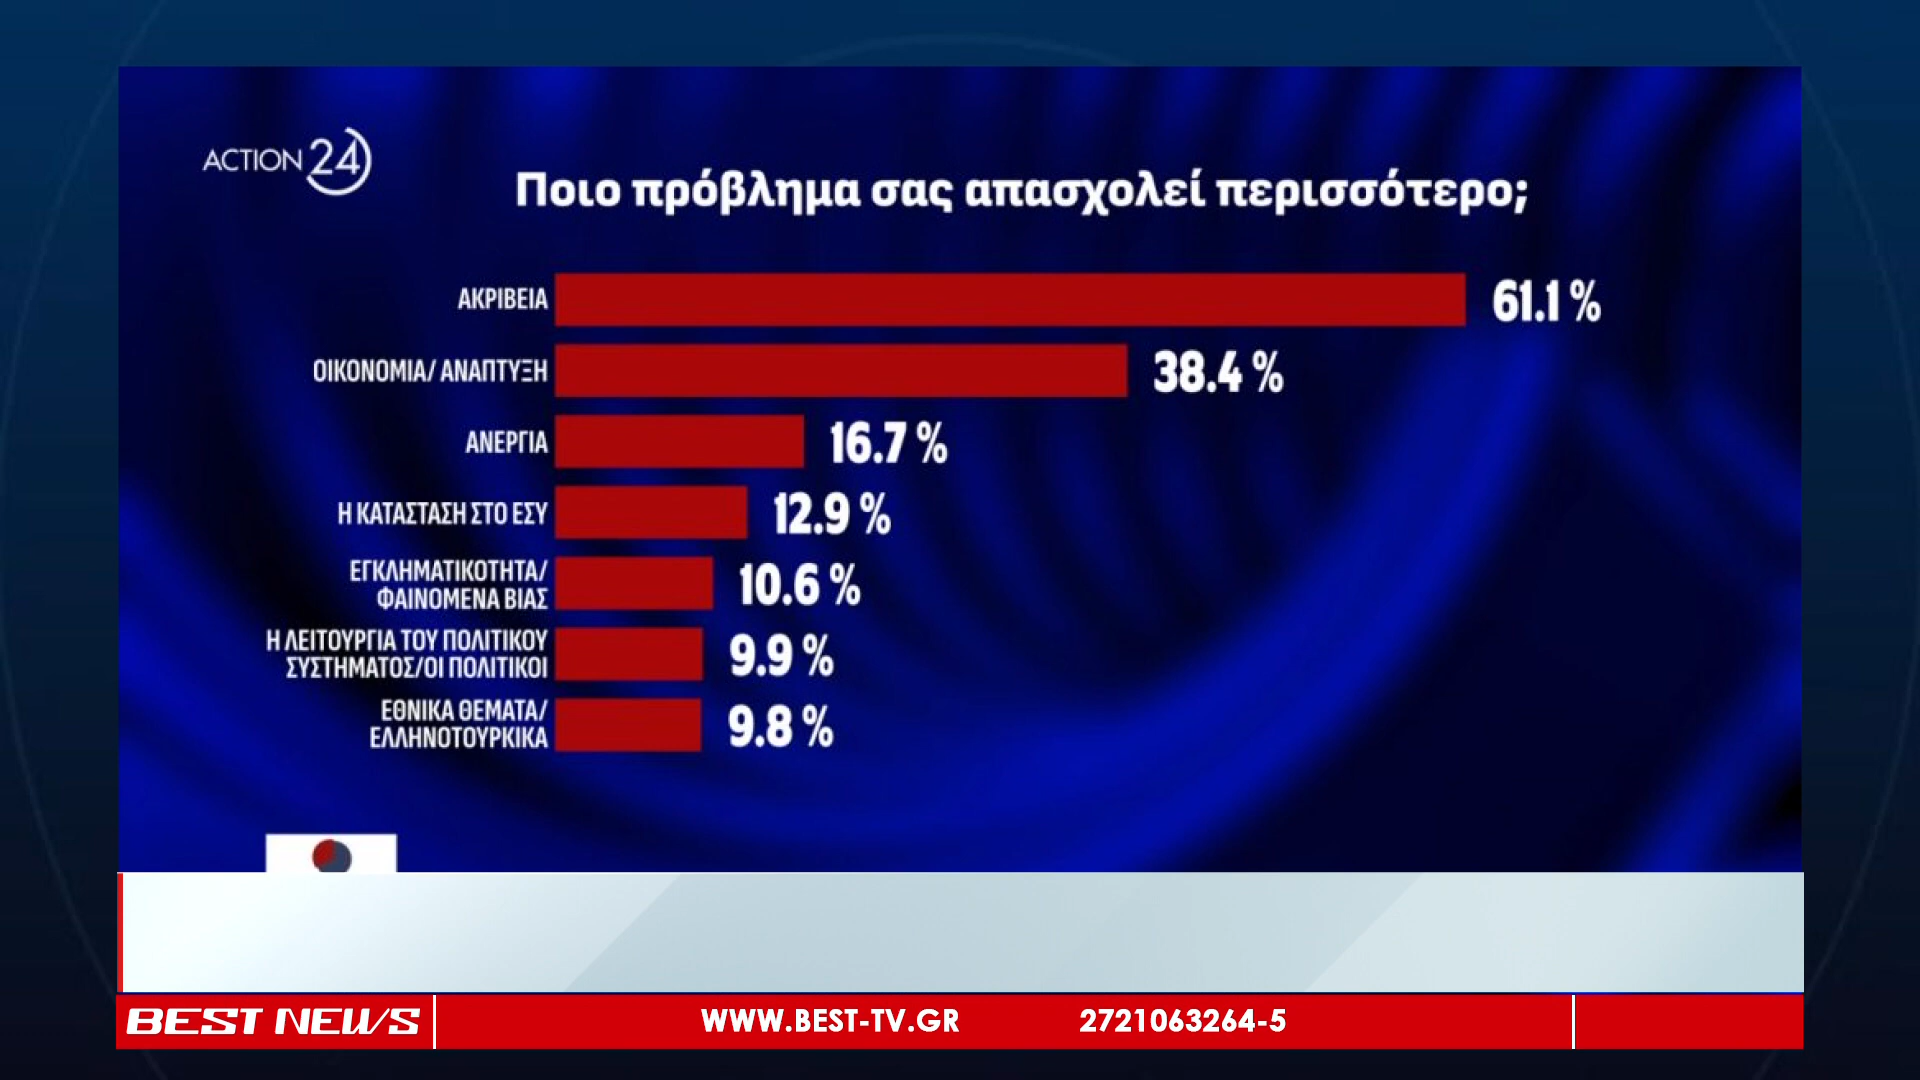 ACTION 24
Ποιο πρόβλημα σας απασχολεί περισσότερο;
ΑΚΡΙΒΕΙΑ 61.1 %
ΟΙΚΟΝΟΜΙΑ/ ΑΝΑΠΤΥΞΗ 38.4 %
ΑΝΕΡΓΙΑ 16.7 %
Η ΚΑΤΑΣΤΑΣΗ ΣΤΟ ΕΣΥ 12.9 %
ΕΓΚΛΗΜΑΤΙΚΟΤΗΤΑ/
ΦΑΙΝΟΜΕΝΑ ΒΙΑΣ 10.6 %
Η ΛΕΙΤΟΥΡΓΙΑ ΤΟΥ ΠΟΛΙΤΙΚΟΥ
ΣΥΣΤΗΜΑΤΟΣ/ΟΙ ΠΟΛΙΤΙΚΟΙ 9.9 %
ΕΘΝΙΚΑ ΘΕΜΑΤΑ/
ΕΛΛΗΝΟΤΟΥΡΚΙΚΑ 9.8 %
BEST NEWS WWW.BEST-TV.GR 2721063264-5